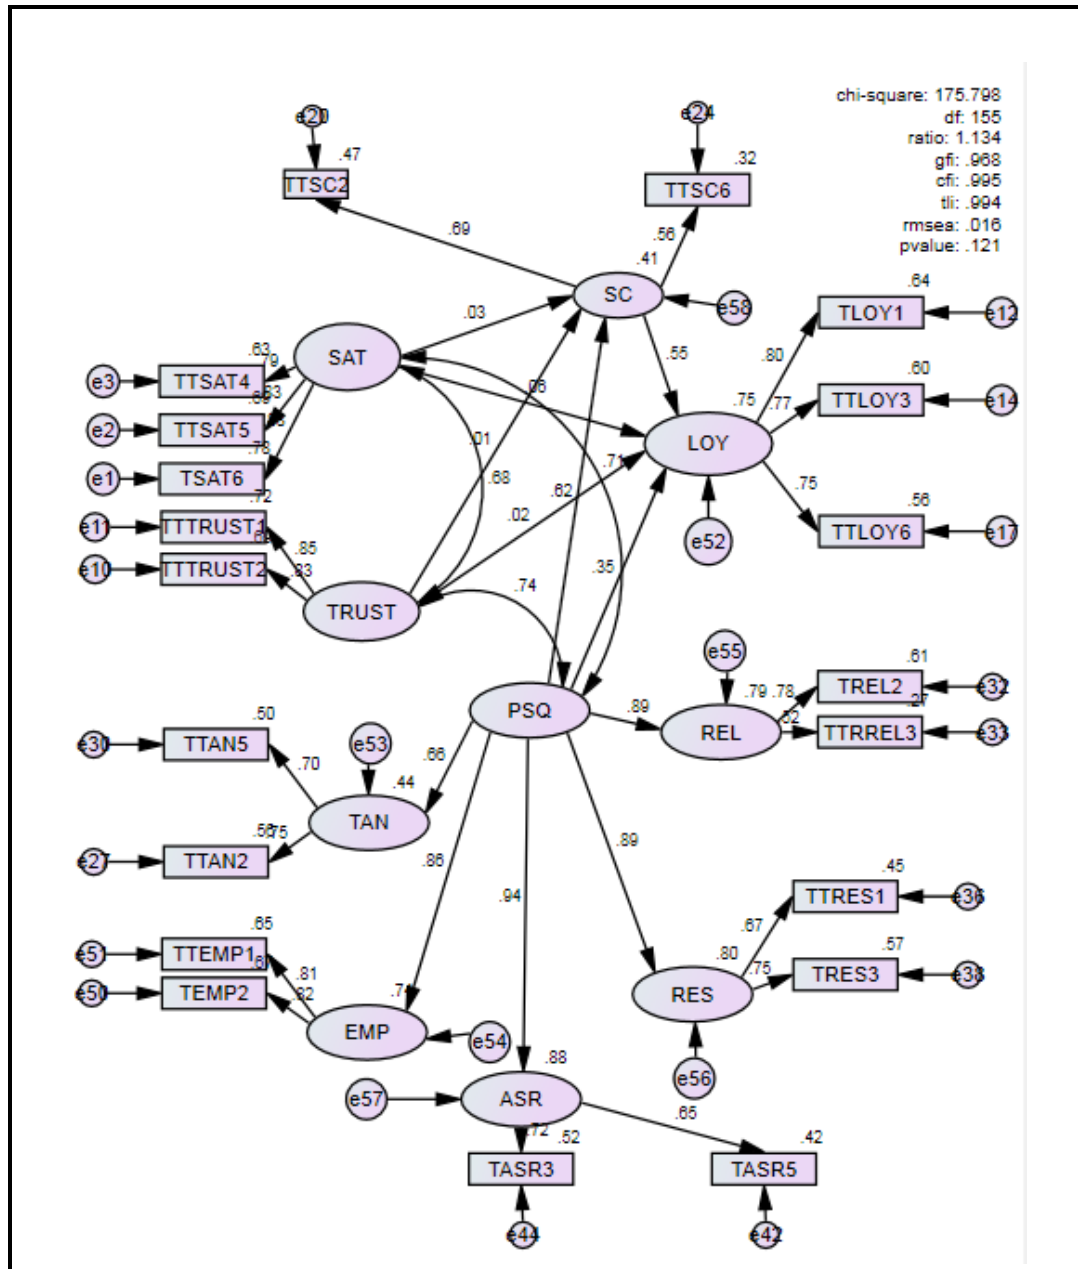 chi-square: 175.798
df: 155
ratio: 1.134
gfi: .968
cfi: .995
tli: .994
rmsea: .016
pvalue: .121
e20
.47
TTSC2
e24
.32
TTSC6
.69
.56
.41
SC
e58
.03
.64
TLOY1
e12
SAT
.63
.79
e3
TTSAT4
.55
.80
.60
TTLOY3
e14
.06
.75
.77
.83
e2
TTSAT5
LOY
.01
.71
.78
e1
TSAT6
.68
.62
.75
.72
e11
TTTRUST1
.02
.56
TTLOY6
e17
e52
.85
e10
TTTRUST2
.83
.74
.35
TRUST
e55
.61
TREL2
e32
.79
.78
PSQ
.89
REL
.52
.27
TTRREL3
e33
.50
e30
TTAN5
e53
.66
.70
.44
TAN
.56
.75
e27
TTAN2
.86
.89
.94
.45
TTRES1
e36
.67
.65
e51
TTEMP1
.80
.57
.75
TRES3
e38
.81
e50
TEMP2
.82
RES
EMP
e54
.88
e56
e57
ASR
.65
.72
.52
.42
TASR3
TASR5
e44
e42